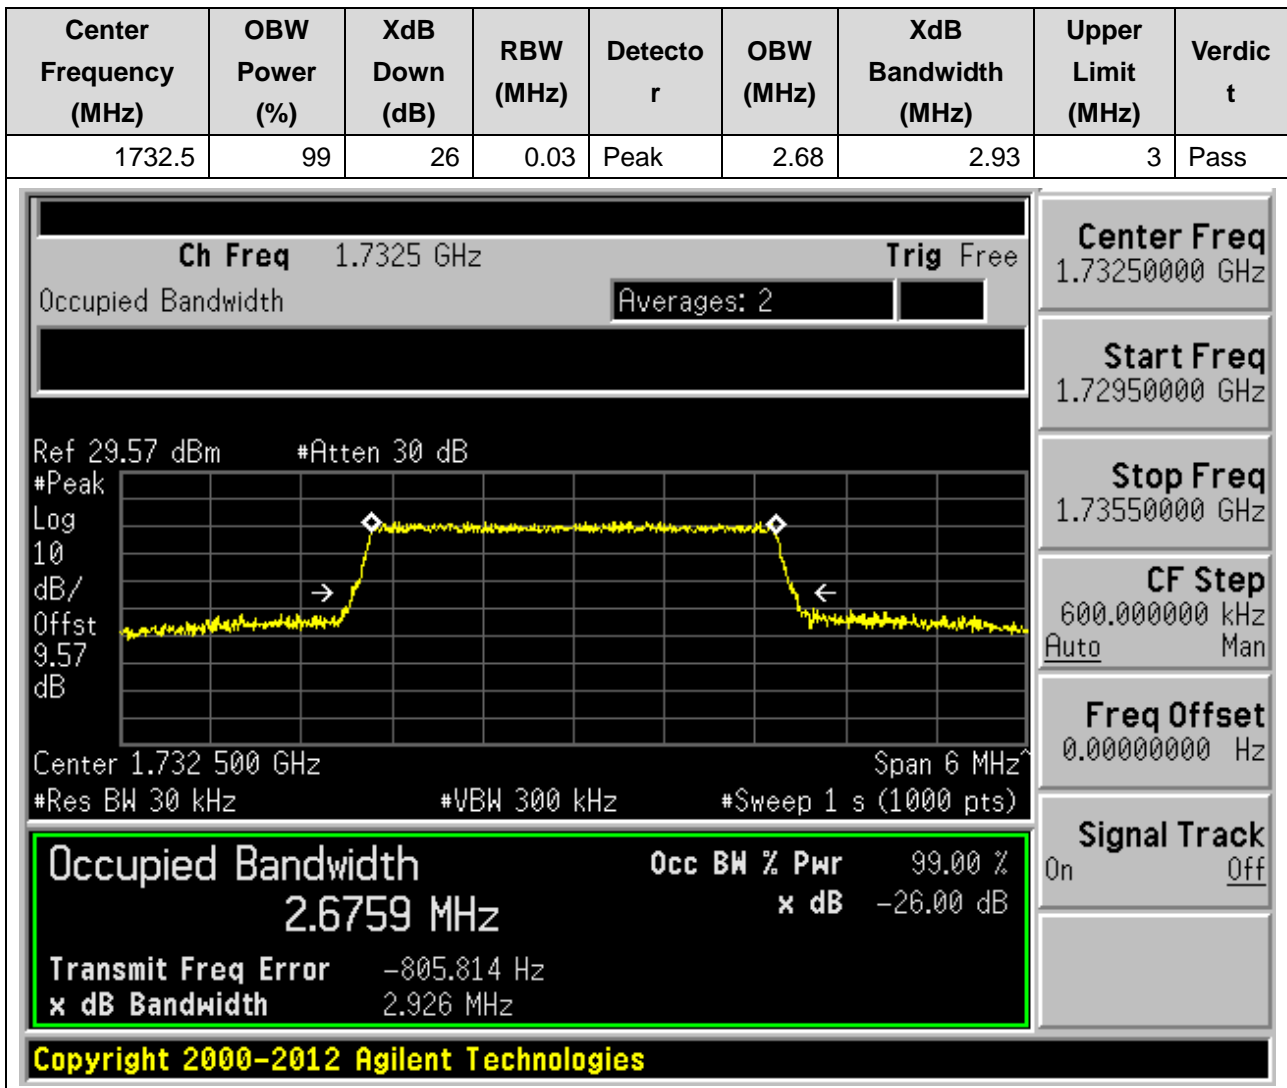 Center Frequency (MHz) OBW Power (%) XdB Down (dB) RBW (MHz) Detecto r OBW (MHz) XdB Bandwidth (MHz) Upper Limit (MHz) Verdic t
1732.5 99 26 0.03 Peak 2.68 2.93 3 Pass
Ch Freq 1.7325 GHz Trig Free
Occupied Bandwidth Averages: 2
Ref 29.57 dBm #Atten 30 dB
#Peak
Log
10
dB/
Offst
9.57
dB
Center 1.732 500 GHz Span 6 MHz^
#Res BW 30 kHz #VBW 300 kHz #Sweep 1 s (1000 pts)
Occupied Bandwidth Occ BW % Pwr 99.00 %
2.6759 MHz x dB -26.00 dB
Transmit Freq Error -805.814 Hz
x dB Bandwidth 2.926 MHz
Copyright 2000-2012 Agilent Technologies
Center Freq
1.73250000 GHz
Start Freq
1.72950000 GHz
Stop Freq
1.73550000 GHz
CF Step
600.000000 kHz
Auto Man
Freq Offset
0.00000000 Hz
Signal Track
On Off